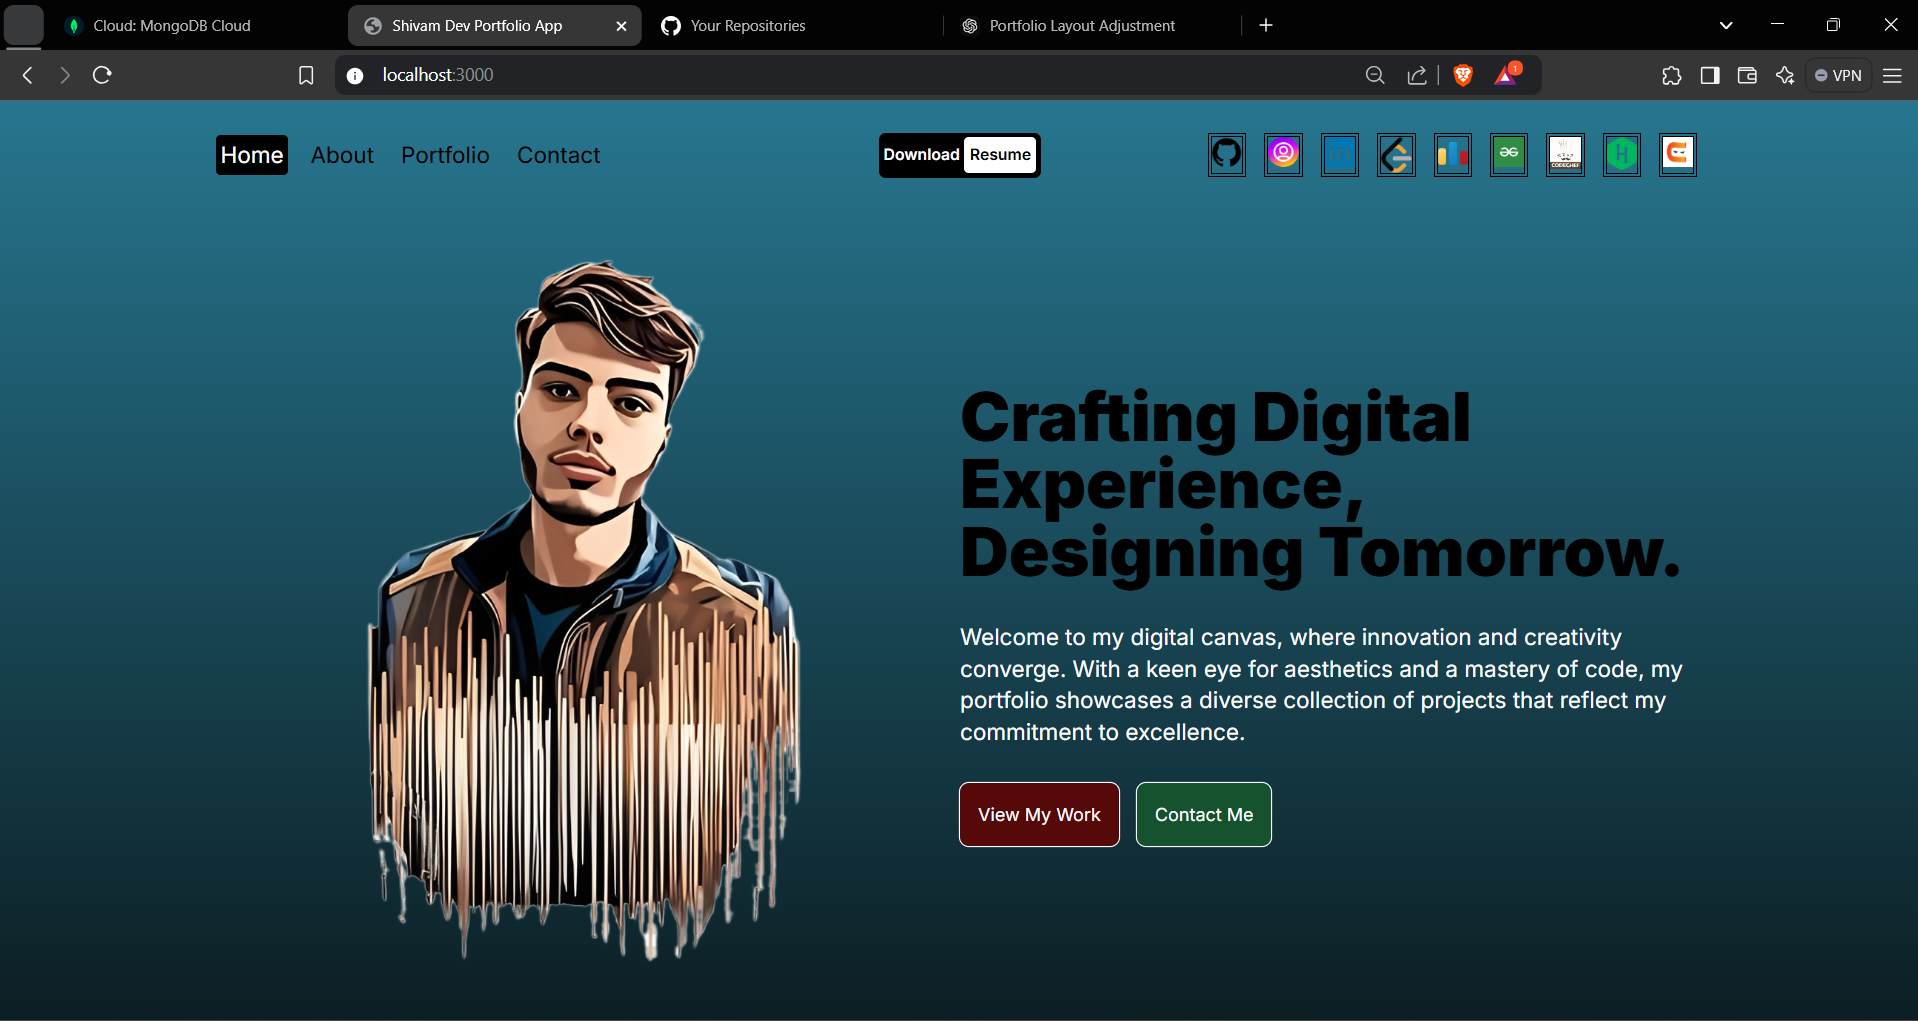 Cloud: MongoDB Cloud
Shivam Dev Portfolio App
Your Repositories
Portfolio Layout Adjustment
localhost:3000
1
VPN
Home
About
Portfolio
Contact
Download Resume
in
CODECHEF
H
Crafting Digital
Experience,
Designing Tomorrow.
Welcome to my digital canvas, where innovation and creativity
converge. With a keen eye for aesthetics and a mastery of code, my
portfolio showcases a diverse collection of projects that reflect my
commitment to excellence.
View My Work
Contact Me